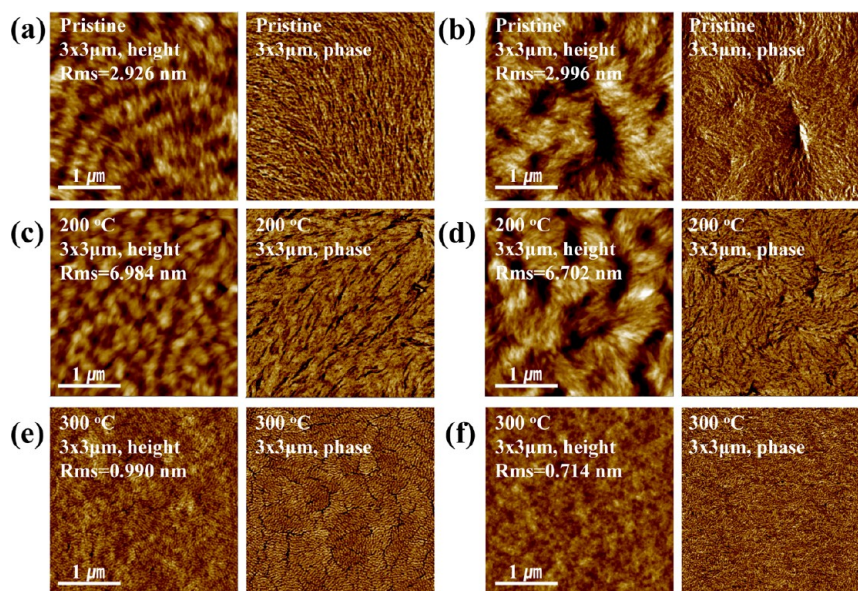 (a)
Pristine
3x3μm, height
Rms=2.926 nm
1 μm
Pristine
3x3μm, phase
(b)
Pristine
3x3μm, height
Rms=2.996 nm
1 μm
Pristine
3x3μm, phase
(c)
200 °C
3x3μm, height
Rms=6.984 nm
1 μm
200 °C
3x3μm, phase
(d)
200 °C
3x3μm, height
Rms=6.702 nm
1 μm
200 °C
3x3μm, phase
(e)
300 °C
3x3μm, height
Rms=0.990 nm
1 μm
300 °C
3x3μm, phase
(f)
300 °C
3x3μm, height
Rms=0.714 nm
1 μm
300 °C
3x3μm, phase